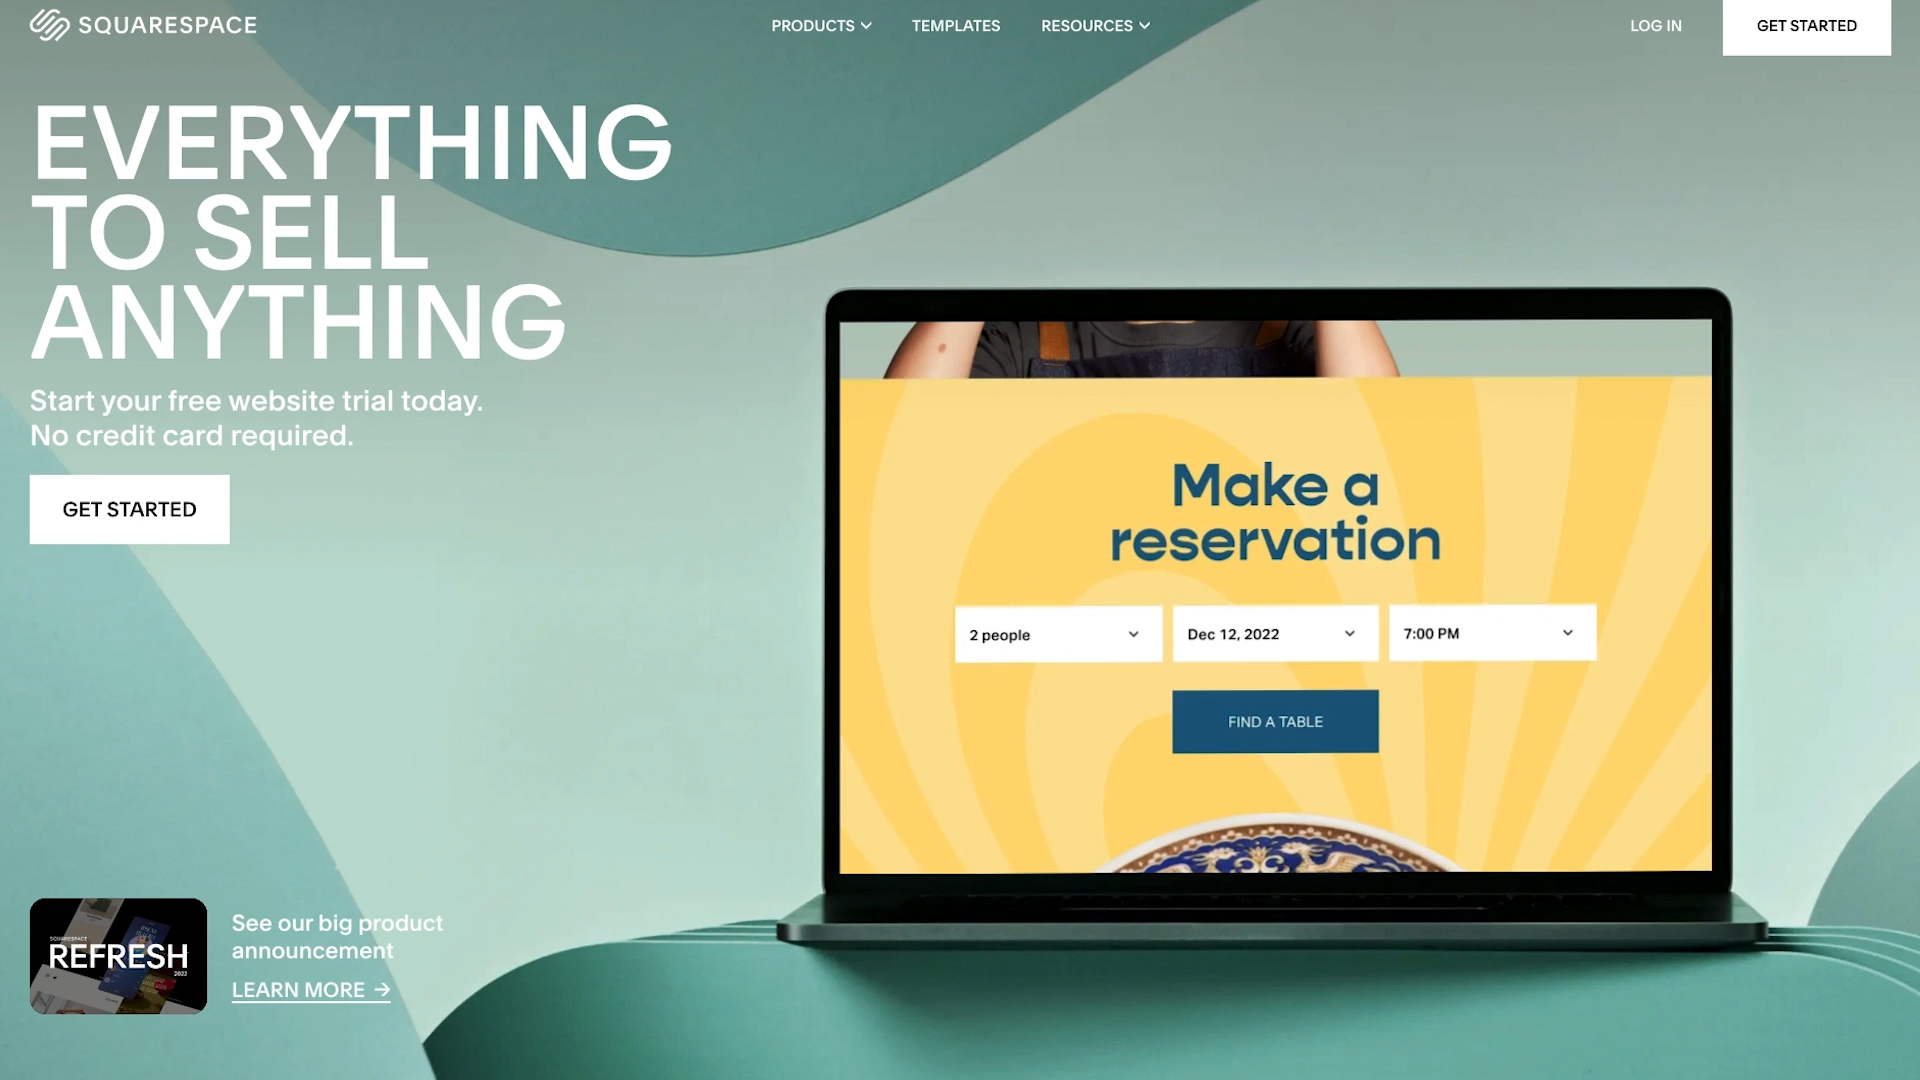 SQUARESPACE
PRODUCTS
TEMPLATES
RESOURCES
LOG IN
GET STARTED
EVERYTHING
TO SELL
ANYTHING
Start your free website trial today.
No credit card required.
GET STARTED
Make a
reservation
2 people
Dec 12, 2022
7:00 PM
FIND A TABLE
SQUARESPACE
REFRESH
2022
See our big product
announcement
LEARN MORE →